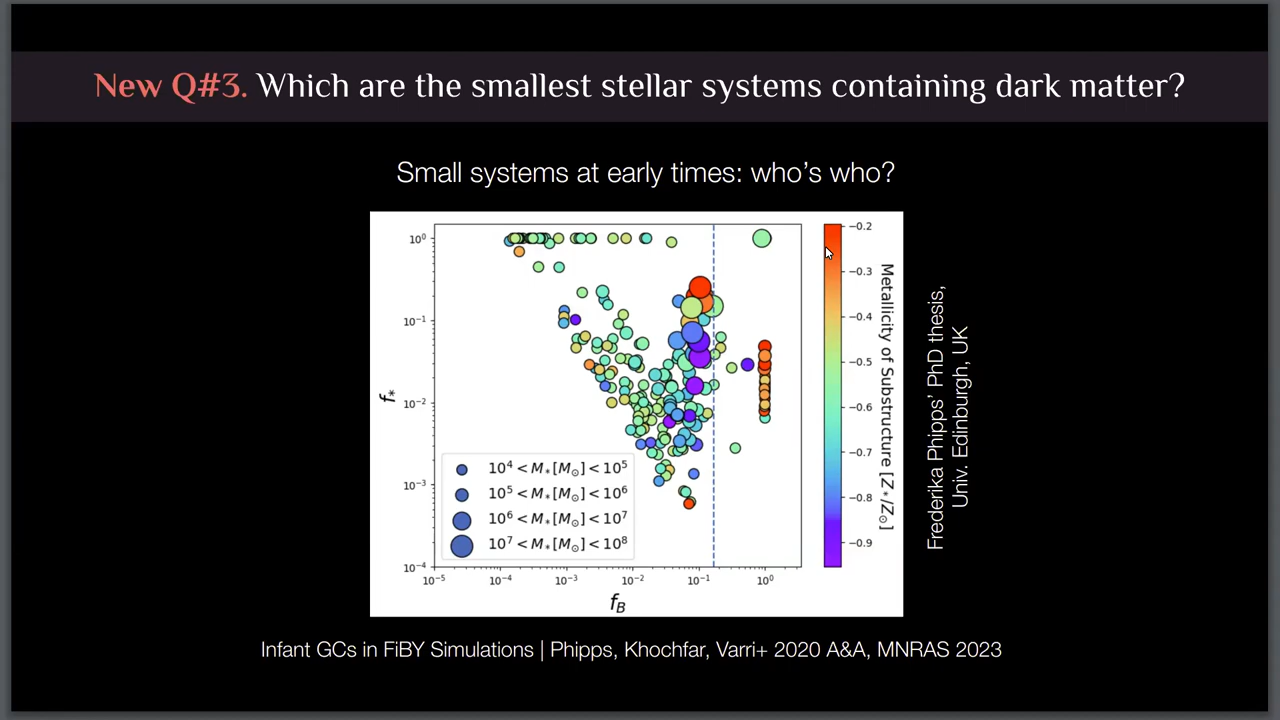 New Q#3. Which are the smallest stellar systems containing dark matter?
Small systems at early times: who's who?
10⁰
10⁻¹
10⁻²
10⁻³
10⁻⁴
f*
10⁴ < M*[M⊙] < 10⁵
10⁵ < M*[M⊙] < 10⁶
10⁶ < M*[M⊙] < 10⁷
10⁷ < M*[M⊙] < 10⁸
10⁻⁵ 10⁻⁴ 10⁻³ 10⁻² 10⁻¹ 10⁰
f_B
−0.2
−0.3
−0.4
−0.5
−0.6
−0.7
−0.8
−0.9
Metallicity of Substructure [Z*/Z⊙]
Frederika Phipps' PhD thesis,
Univ. Edinburgh, UK
Infant GCs in FiBY Simulations | Phipps, Khochfar, Varri+ 2020 A&A, MNRAS 2023